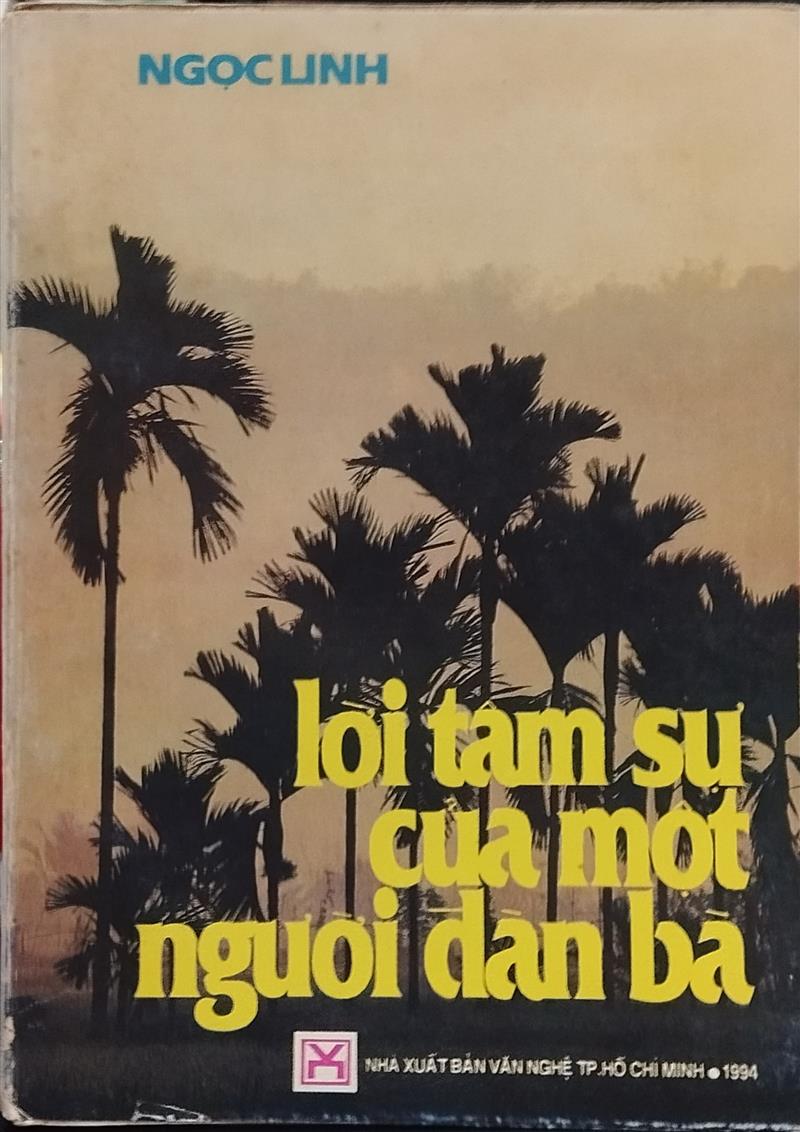 NGỌC LINH
lời tâm sự
của một
người đàn bà
NHÀ XUẤT BẢN VĂN NGHỆ TP.HỒ CHÍ MINH ● 1994